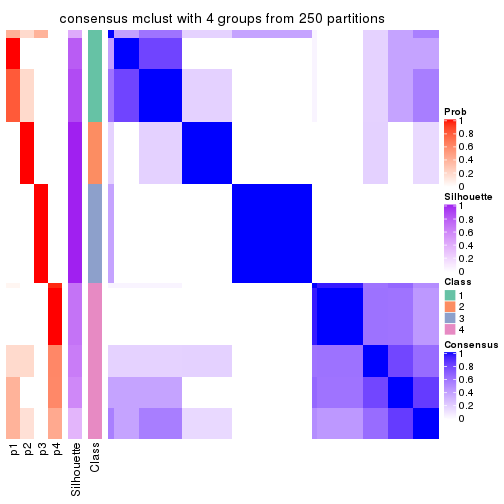 consensus mclust with 4 groups from 250 partitions
Prob
1
0.8
0.6
0.4
0.2
0
Silhouette
1
0.8
0.6
0.4
0.2
0
Class
1
2
3
4
Consensus
1
0.8
0.6
0.4
0.2
0
p1
p2
p3
p4
Silhouette
Class